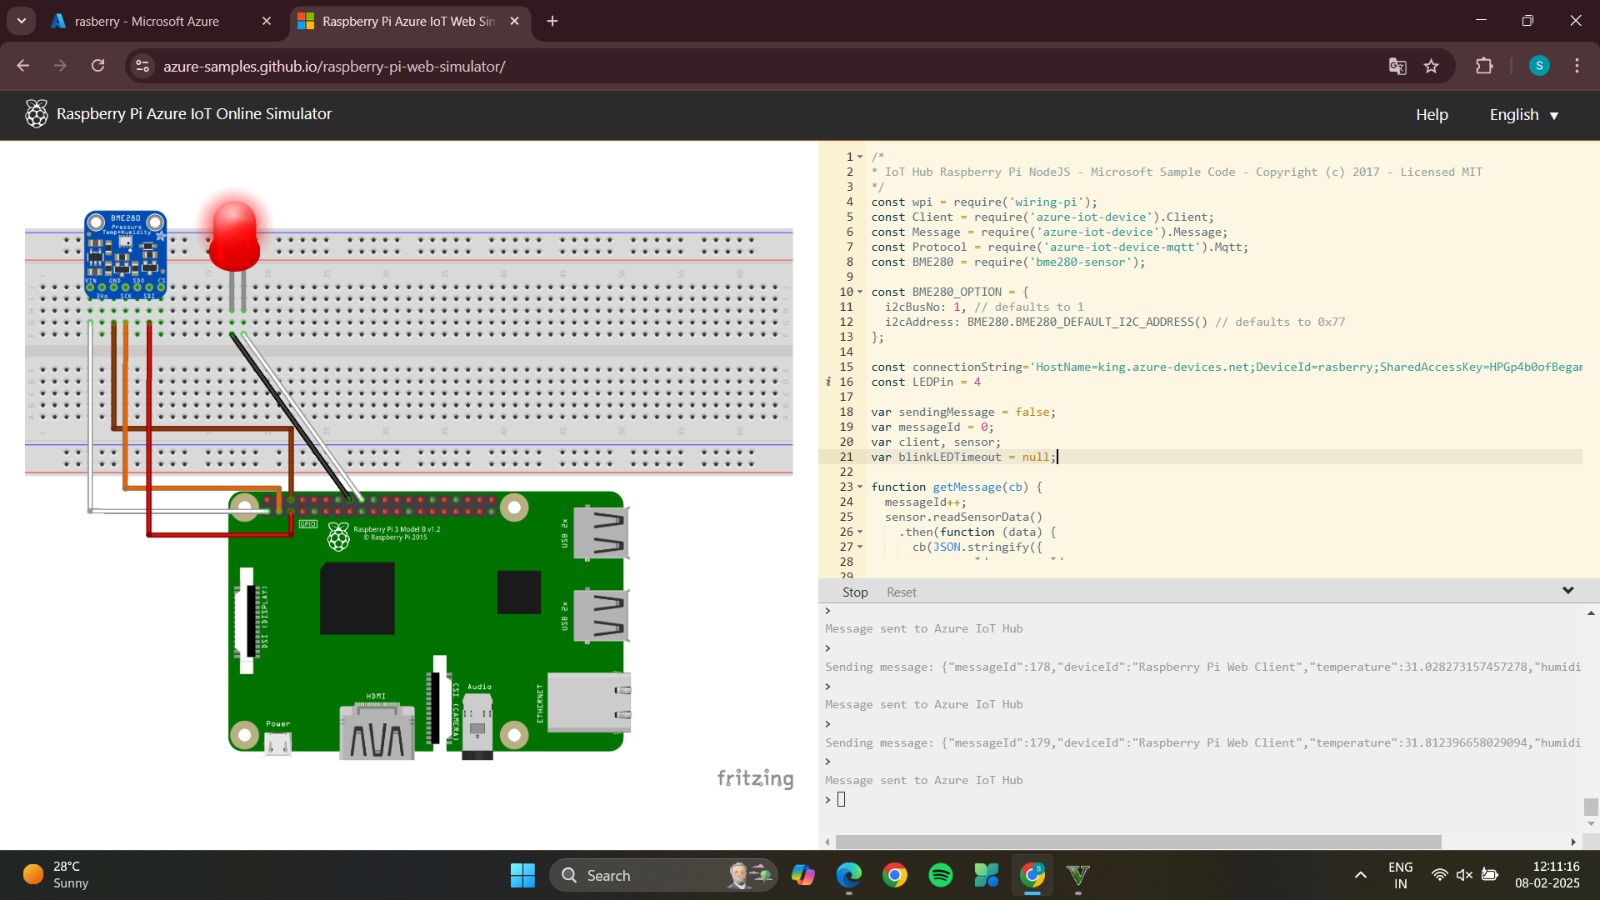 rasberry - Microsoft Azure
Raspberry Pi Azure IoT Web Sim
azure-samples.github.io/raspberry-pi-web-simulator/
S
Raspberry Pi Azure IoT Online Simulator
Help
English ▼
BME280
Pressure
Temp+Humidity
VIN GND SDO CS
3Vo SCK SDI
GPIO
Raspberry Pi 3 Model B v1.2
© Raspberry Pi 2015
USB 2x
USB 2x
DSI (DISPLAY)
CSI (CAMERA)
Audio
ETHERNET
HDMI
Power
fritzing
1 /*
2 * IoT Hub Raspberry Pi NodeJS - Microsoft Sample Code - Copyright (c) 2017 - Licensed MIT
3 */
4 const wpi = require('wiring-pi');
5 const Client = require('azure-iot-device').Client;
6 const Message = require('azure-iot-device').Message;
7 const Protocol = require('azure-iot-device-mqtt').Mqtt;
8 const BME280 = require('bme280-sensor');
9
10 const BME280_OPTION = {
11 i2cBusNo: 1, // defaults to 1
12 i2cAddress: BME280.BME280_DEFAULT_I2C_ADDRESS() // defaults to 0x77
13 };
14
15 const connectionString='HostName=king.azure-devices.net;DeviceId=rasberry;SharedAccessKey=HPGp4b0ofBegam
16 const LEDPin = 4
17
18 var sendingMessage = false;
19 var messageId = 0;
20 var client, sensor;
21 var blinkLEDTimeout = null;
22
23 function getMessage(cb) {
24 messageId++;
25 sensor.readSensorData()
26 .then(function (data) {
27 cb(JSON.stringify({
28
29
Stop Reset
>
Message sent to Azure IoT Hub
>
Sending message: {"messageId":178,"deviceId":"Raspberry Pi Web Client","temperature":31.028273157457278,"humidi
>
Message sent to Azure IoT Hub
>
Sending message: {"messageId":179,"deviceId":"Raspberry Pi Web Client","temperature":31.812396658029094,"humidi
>
Message sent to Azure IoT Hub
>
28°C
Sunny
Search
ENG
IN
12:11:16
08-02-2025